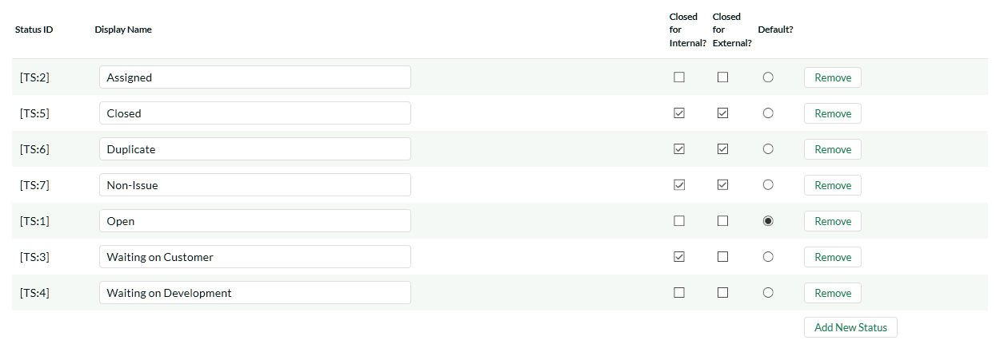 Status ID Display Name Closed for Internal? Closed for External? Default?
[TS:2] Assigned Remove
[TS:5] Closed Remove
[TS:6] Duplicate Remove
[TS:7] Non-Issue Remove
[TS:1] Open Remove
[TS:3] Waiting on Customer Remove
[TS:4] Waiting on Development Remove
Add New Status